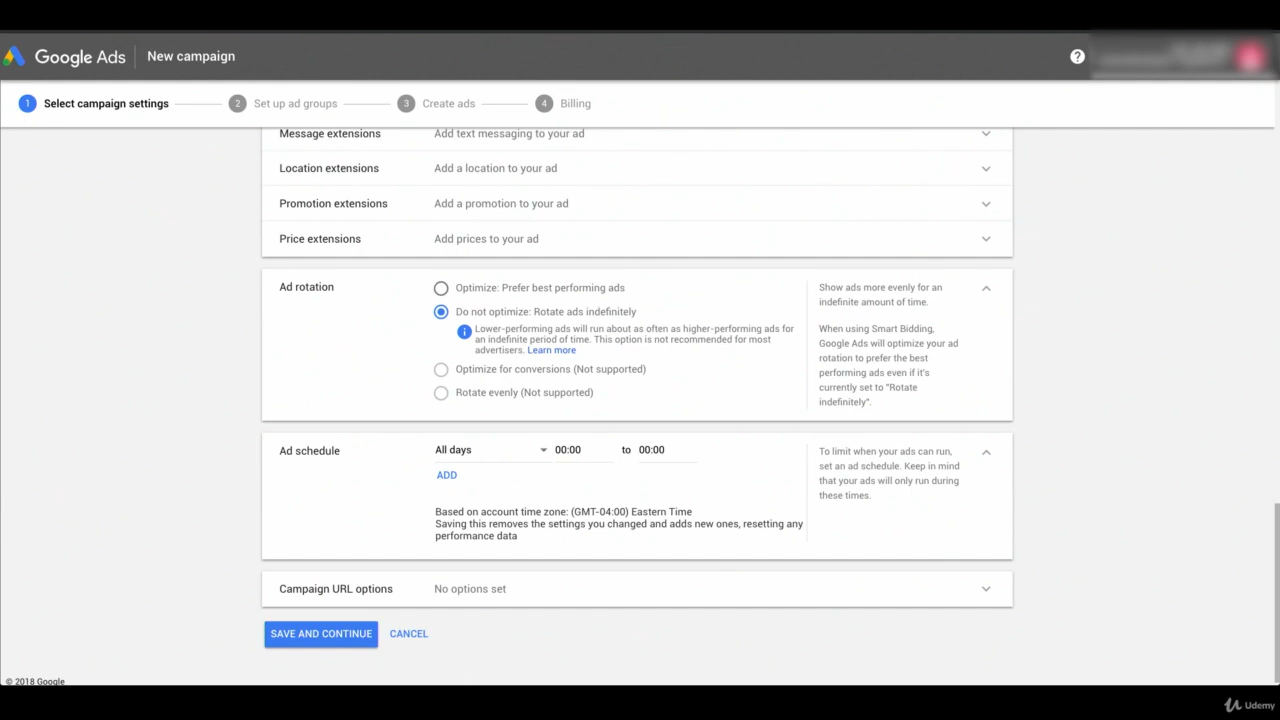 Google Ads New campaign
1 Select campaign settings 2 Set up ad groups 3 Create ads 4 Billing
Message extensions Add text messaging to your ad
Location extensions Add a location to your ad
Promotion extensions Add a promotion to your ad
Price extensions Add prices to your ad
Ad rotation
Optimize: Prefer best performing ads
Do not optimize: Rotate ads indefinitely
Lower-performing ads will run about as often as higher-performing ads for
an indefinite period of time. This option is not recommended for most
advertisers. Learn more
Optimize for conversions (Not supported)
Rotate evenly (Not supported)
Show ads more evenly for an
indefinite amount of time.
When using Smart Bidding,
Google Ads will optimize your ad
rotation to prefer the best
performing ads even if it's
currently set to "Rotate
indefinitely".
Ad schedule
All days 00:00 to 00:00
ADD
Based on account time zone: (GMT-04:00) Eastern Time
Saving this removes the settings you changed and adds new ones, resetting any
performance data
To limit when your ads can run,
set an ad schedule. Keep in mind
that your ads will only run during
these times.
Campaign URL options No options set
SAVE AND CONTINUE CANCEL
© 2018 Google
Udemy